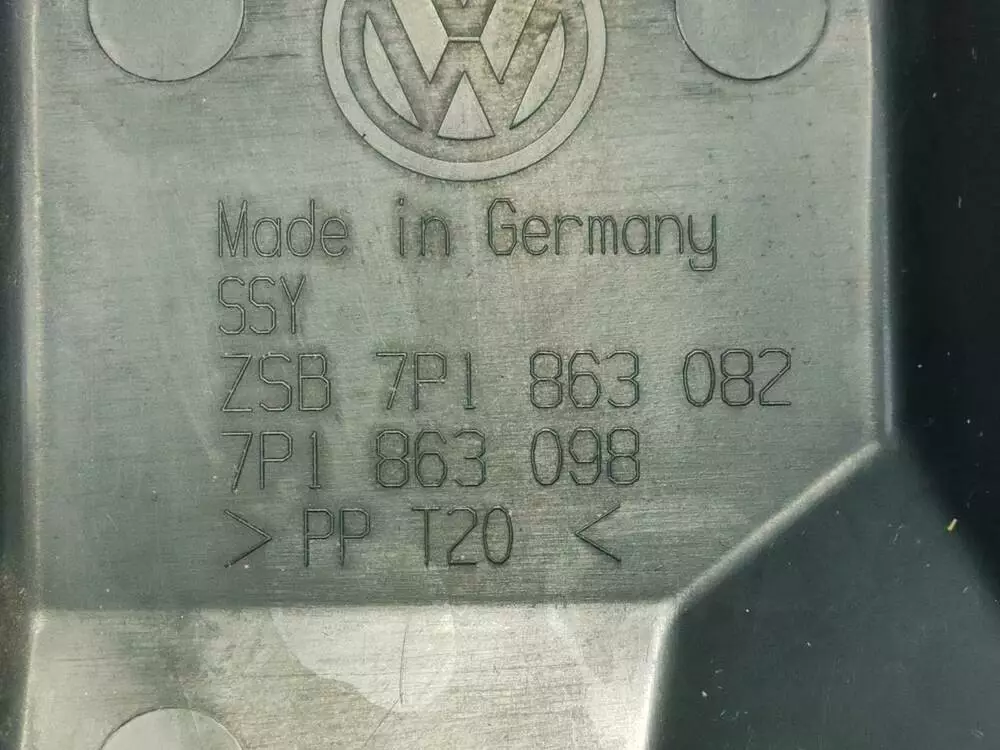 Made in Germany
SSY
ZSB 7P1 863 082
7P1 863 098
> PP T20 <